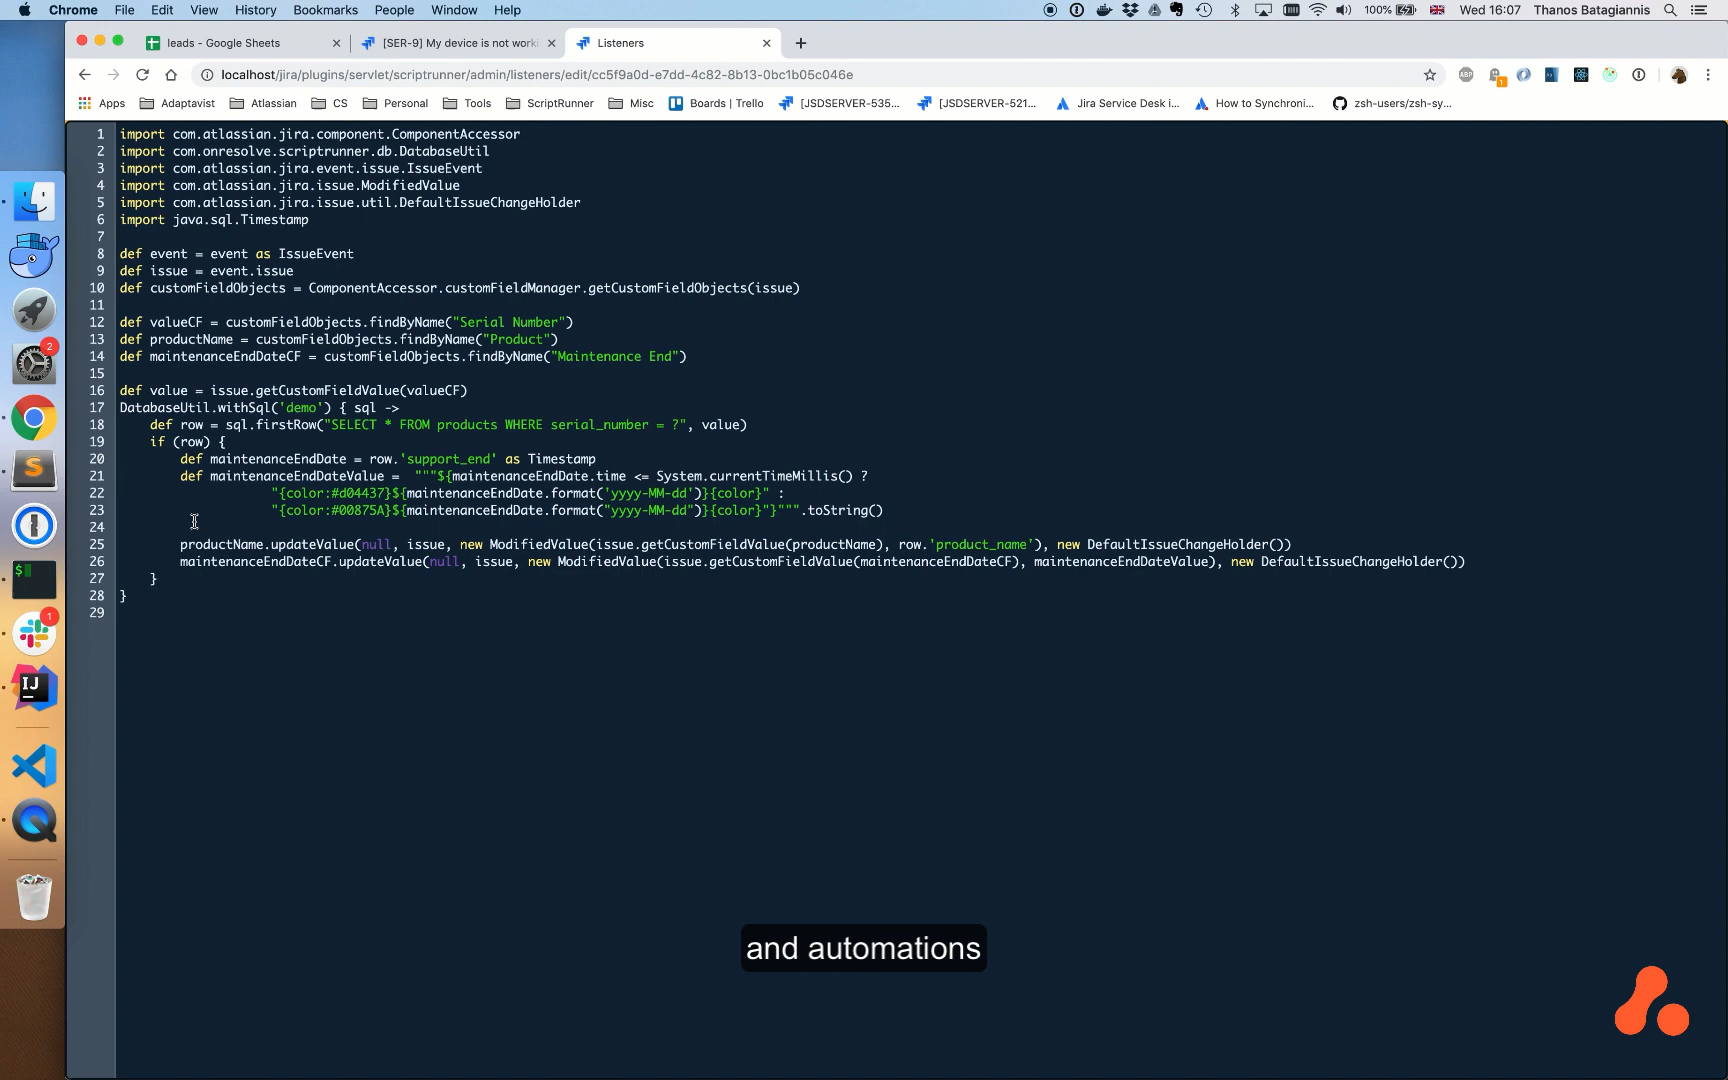 Chrome File Edit View History Bookmarks People Window Help 100% Wed 16:07 Thanos Batagiannis
leads - Google Sheets [SER-9] My device is not worki Listeners
localhost/jira/plugins/servlet/scriptrunner/admin/listeners/edit/cc5f9a0d-e7dd-4c82-8b13-0bc1b05c046e
ABP 1
Apps Adaptavist Atlassian CS Personal Tools ScriptRunner Misc Boards | Trello [JSDSERVER-535... [JSDSERVER-521... Jira Service Desk i... How to Synchroni... zsh-users/zsh-sy...
1 import com.atlassian.jira.component.ComponentAccessor
2 import com.onresolve.scriptrunner.db.DatabaseUtil
3 import com.atlassian.jira.event.issue.IssueEvent
4 import com.atlassian.jira.issue.ModifiedValue
5 import com.atlassian.jira.issue.util.DefaultIssueChangeHolder
6 import java.sql.Timestamp
7
8 def event = event as IssueEvent
9 def issue = event.issue
10 def customFieldObjects = ComponentAccessor.customFieldManager.getCustomFieldObjects(issue)
11
12 def valueCF = customFieldObjects.findByName("Serial Number")
13 def productName = customFieldObjects.findByName("Product")
14 def maintenanceEndDateCF = customFieldObjects.findByName("Maintenance End")
15
16 def value = issue.getCustomFieldValue(valueCF)
17 DatabaseUtil.withSql('demo') { sql ->
18 def row = sql.firstRow("SELECT * FROM products WHERE serial_number = ?", value)
19 if (row) {
20 def maintenanceEndDate = row.'support_end' as Timestamp
21 def maintenanceEndDateValue = """${maintenanceEndDate.time <= System.currentTimeMillis() ?
22 "{color:#d04437}${maintenanceEndDate.format('yyyy-MM-dd')}{color}" :
23 "{color:#00875A}${maintenanceEndDate.format("yyyy-MM-dd")}{color}"}""".toString()
24
25 productName.updateValue(null, issue, new ModifiedValue(issue.getCustomFieldValue(productName), row.'product_name'), new DefaultIssueChangeHolder())
26 maintenanceEndDateCF.updateValue(null, issue, new ModifiedValue(issue.getCustomFieldValue(maintenanceEndDateCF), maintenanceEndDateValue), new DefaultIssueChangeHolder())
27 }
28 }
29
2
S
$
1
IJ
and automations